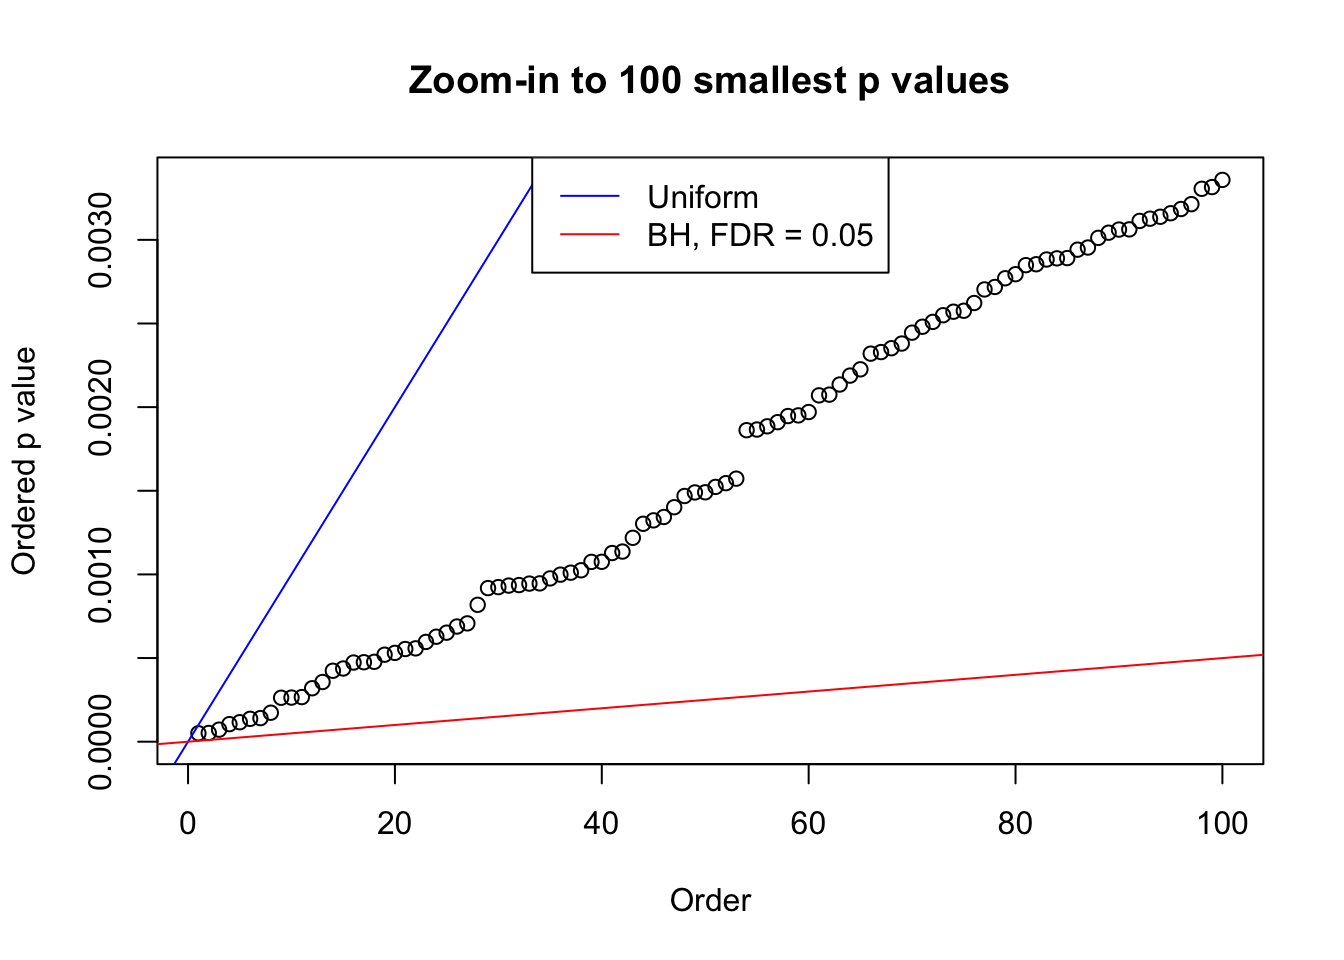 Zoom-in to 100 smallest p values
Uniform
BH, FDR = 0.05
Ordered p value
0.0030
0.0020
0.0010
0.0000
0 20 40 60 80 100
Order